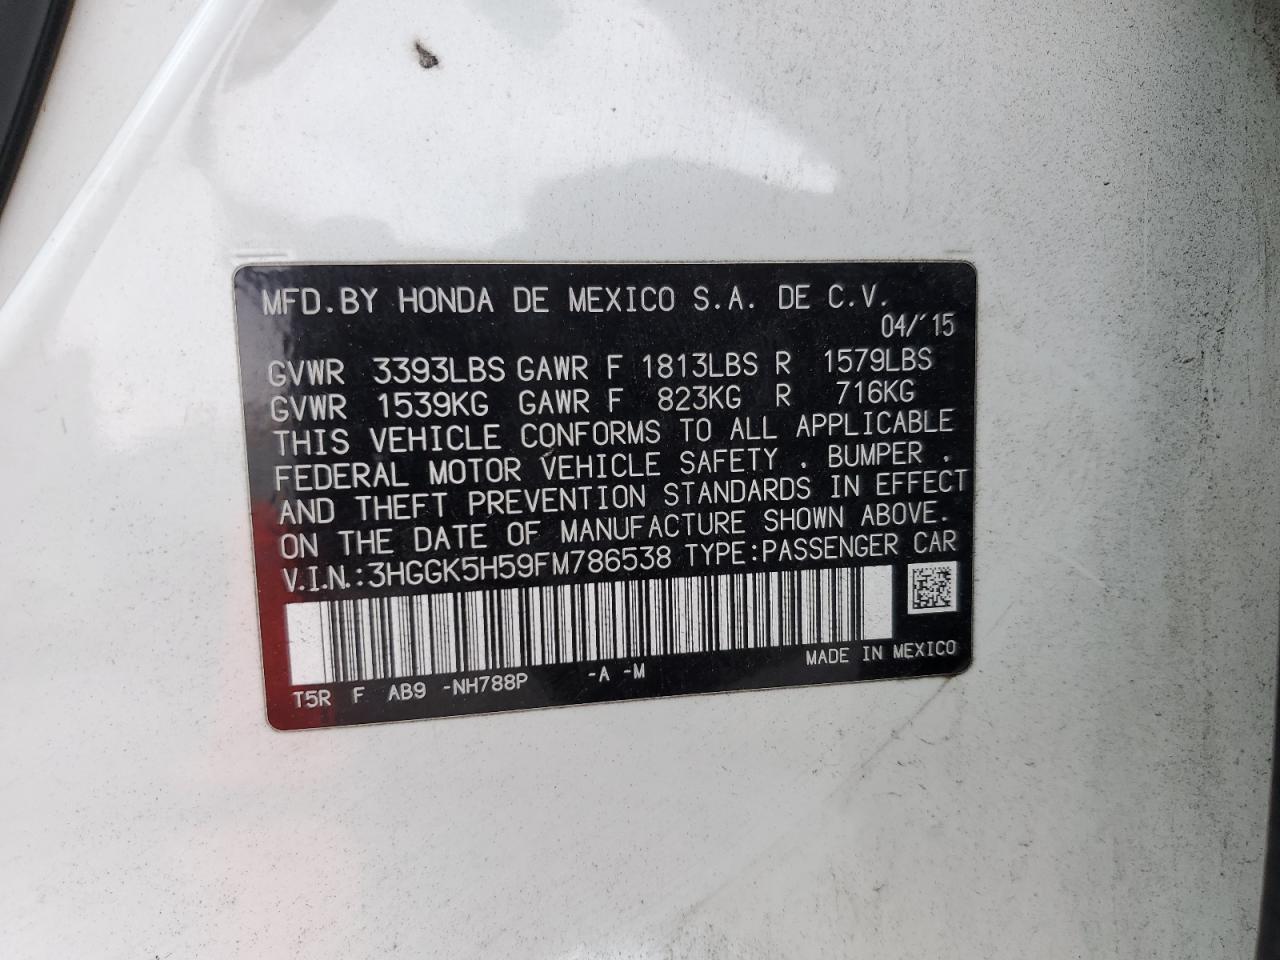 MFD.BY HONDA DE MEXICO S.A. DE C.V.
04/'15
GVWR 3393LBS GAWR F 1813LBS R 1579LBS
GVWR 1539KG GAWR F 823KG R 716KG
THIS VEHICLE CONFORMS TO ALL APPLICABLE
FEDERAL MOTOR VEHICLE SAFETY , BUMPER ,
AND THEFT PREVENTION STANDARDS IN EFFECT
ON THE DATE OF MANUFACTURE SHOWN ABOVE.
V.I.N.:3HGGK5H59FM786538 TYPE:PASSENGER CAR
MADE IN MEXICO
T5R F AB9 -NH788P -A -M